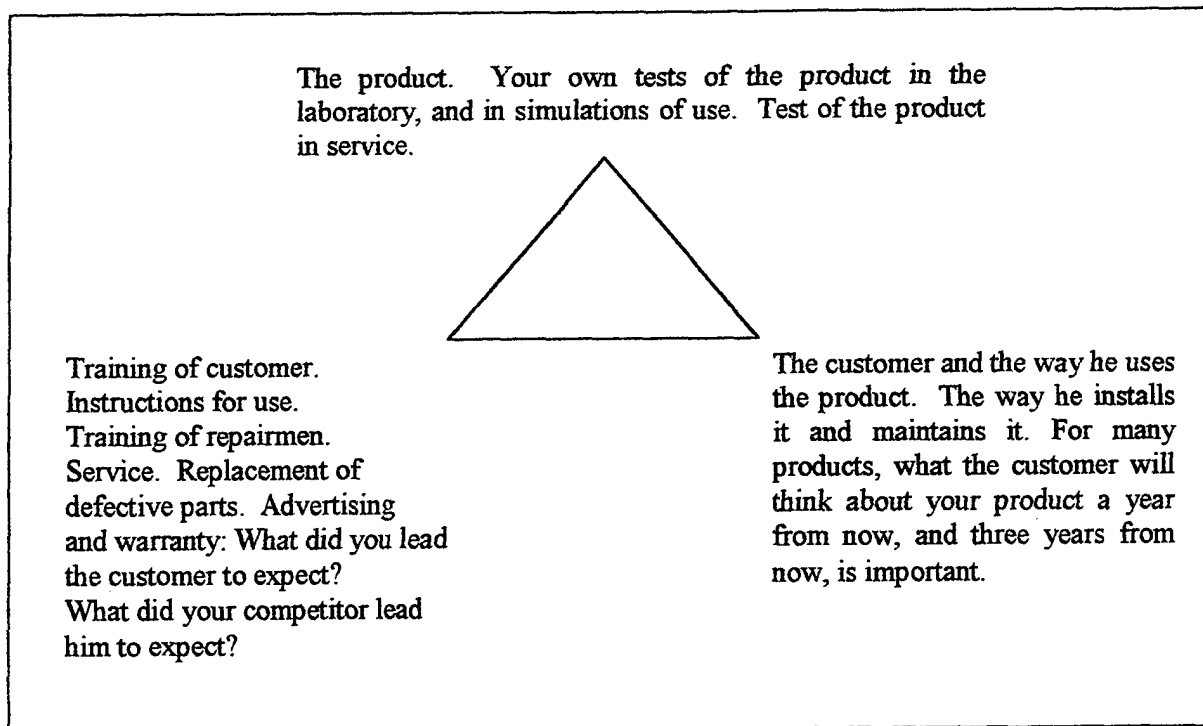 The product. Your own tests of the product in the
laboratory, and in simulations of use. Test of the product
in service.
Training of customer.
Instructions for use.
Training of repairmen.
Service. Replacement of
defective parts. Advertising
and warranty: What did you lead
the customer to expect?
What did your competitor lead
him to expect?
The customer and the way he uses
the product. The way he installs
it and maintains it. For many
products, what the customer will
think about your product a year
from now, and three years from
now, is important.